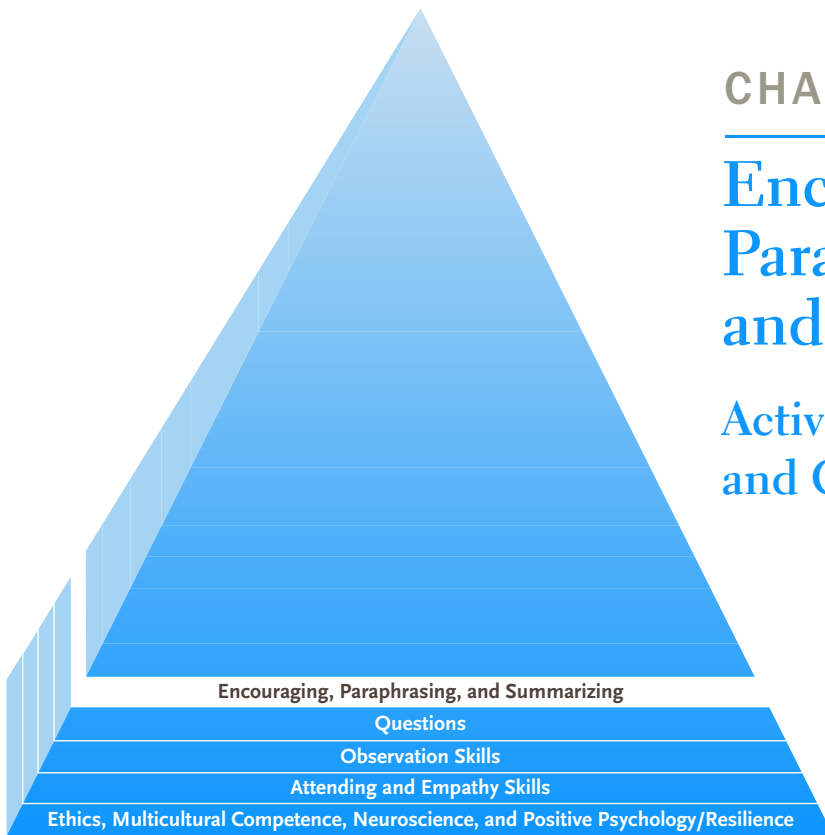 CHA
Enc
Para
and
Activ
and C
Encouraging, Paraphrasing, and Summarizing
Questions
Observation Skills
Attending and Empathy Skills
Ethics, Multicultural Competence, Neuroscience, and Positive Psychology/Resilience